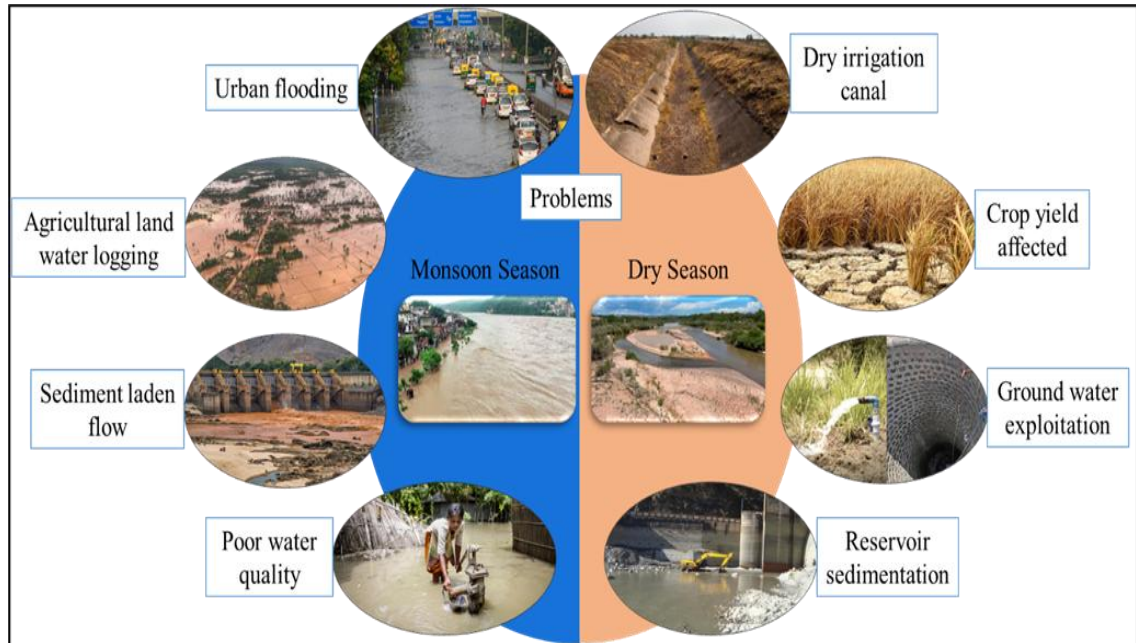 Urban flooding
Dry irrigation
canal
Problems
Agricultural land
water logging
Monsoon Season
Dry Season
Crop yield
affected
Sediment laden
flow
Ground water
exploitation
Poor water
quality
Reservoir
sedimentation